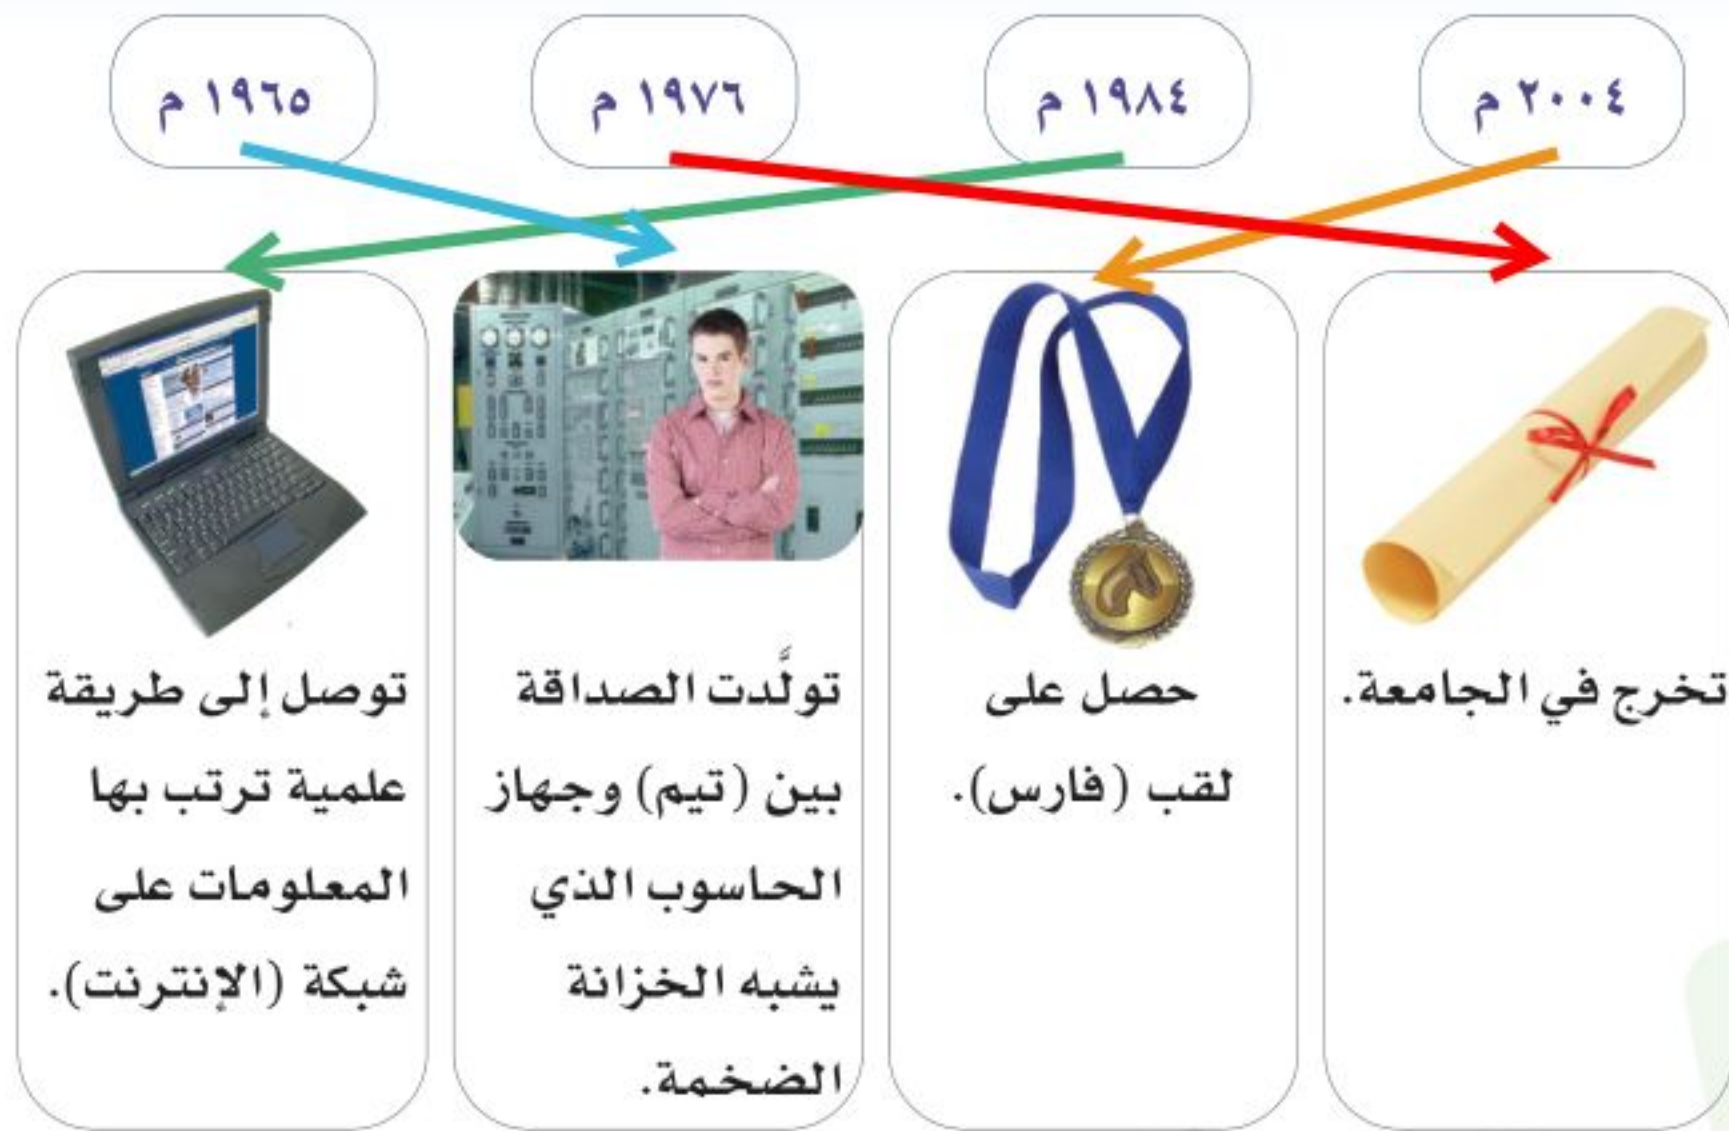 ٢٠٠٤ م
١٩٨٤ م
١٩٧٦ م
١٩٦٥ م
تخرج في الجامعة.
حصل على
لقب (فارس).
تولَّدت الصداقة
بين (تيم) وجهاز
الحاسوب الذي
يشبه الخزانة
الضخمة.
توصل إلى طريقة
علمية ترتب بها
المعلومات على
شبكة (الإنترنت).